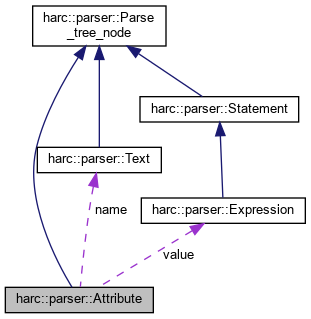 harc::parser::Parse
_tree_node
harc::parser::Statement
harc::parser::Text
harc::parser::Expression
name
value
harc::parser::Attribute